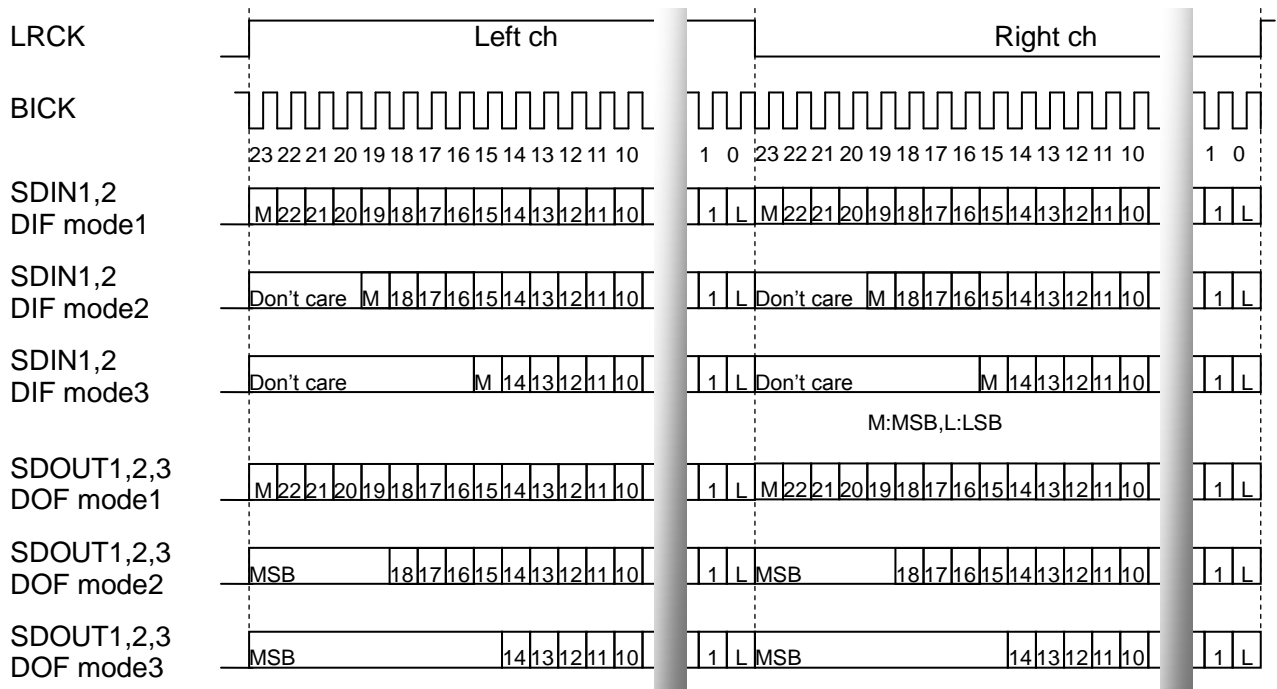 LRCK Left ch Right ch
BICK
23 22 21 20 19 18 17 16 15 14 13 12 11 10 1 0 23 22 21 20 19 18 17 16 15 14 13 12 11 10 1 0
SDIN1,2
DIF mode1
M 22 21 20 19 18 17 16 15 14 13 12 11 10 1 L M 22 21 20 19 18 17 16 15 14 13 12 11 10 1 L
SDIN1,2
DIF mode2
Don't care M 18 17 16 15 14 13 12 11 10 1 L Don't care M 18 17 16 15 14 13 12 11 10 1 L
SDIN1,2
DIF mode3
Don't care M 14 13 12 11 10 1 L Don't care M 14 13 12 11 10 1 L
M:MSB,L:LSB
SDOUT1,2,3
DOF mode1
M 22 21 20 19 18 17 16 15 14 13 12 11 10 1 L M 22 21 20 19 18 17 16 15 14 13 12 11 10 1 L
SDOUT1,2,3
DOF mode2
MSB 18 17 16 15 14 13 12 11 10 1 L MSB 18 17 16 15 14 13 12 11 10 1 L
SDOUT1,2,3
DOF mode3
MSB 14 13 12 11 10 1 L MSB 14 13 12 11 10 1 L